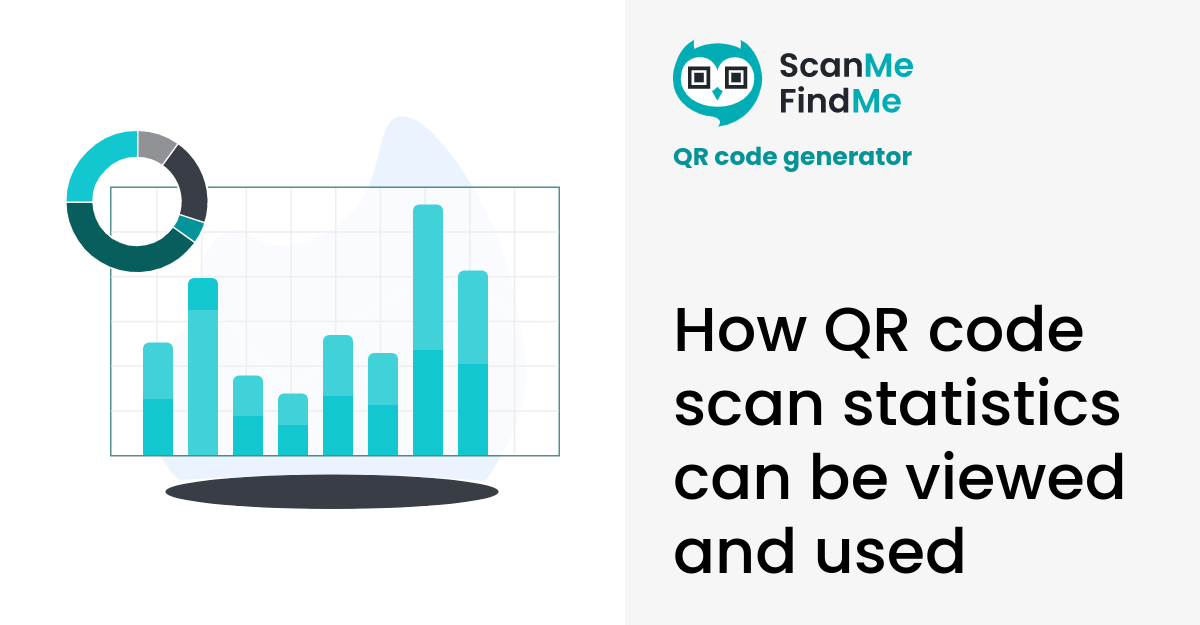 ScanMe
FindMe
QR code generator
How QR code
scan statistics
can be viewed
and used